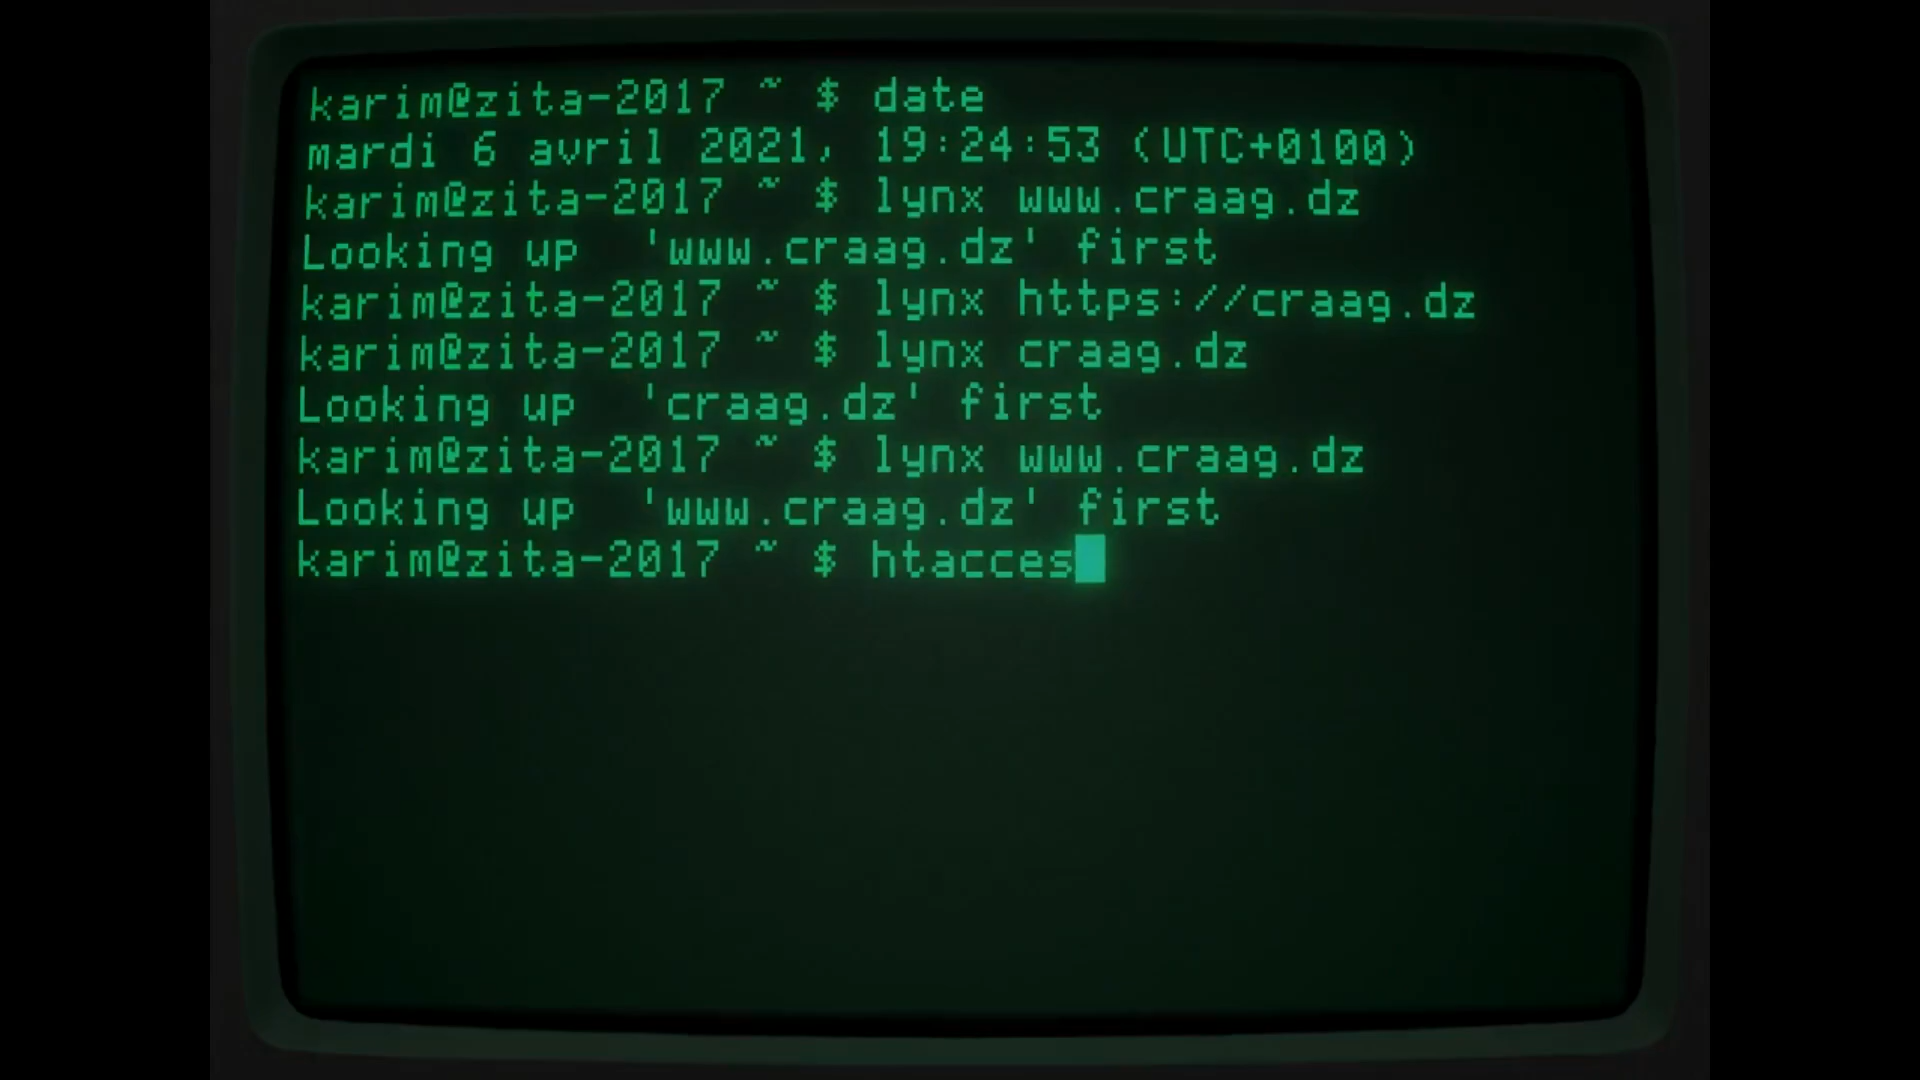 karim@zita-2017 ~ $ date
mardi 6 avril 2021, 19:24:53 (UTC+0100)
karim@zita-2017 ~ $ lynx www.craag.dz
Looking up  'www.craag.dz' first
karim@zita-2017 ~ $ lynx https://craag.dz
karim@zita-2017 ~ $ lynx craag.dz
Looking up  'craag.dz' first
karim@zita-2017 ~ $ lynx www.craag.dz
Looking up  'www.craag.dz' first
karim@zita-2017 ~ $ htacces